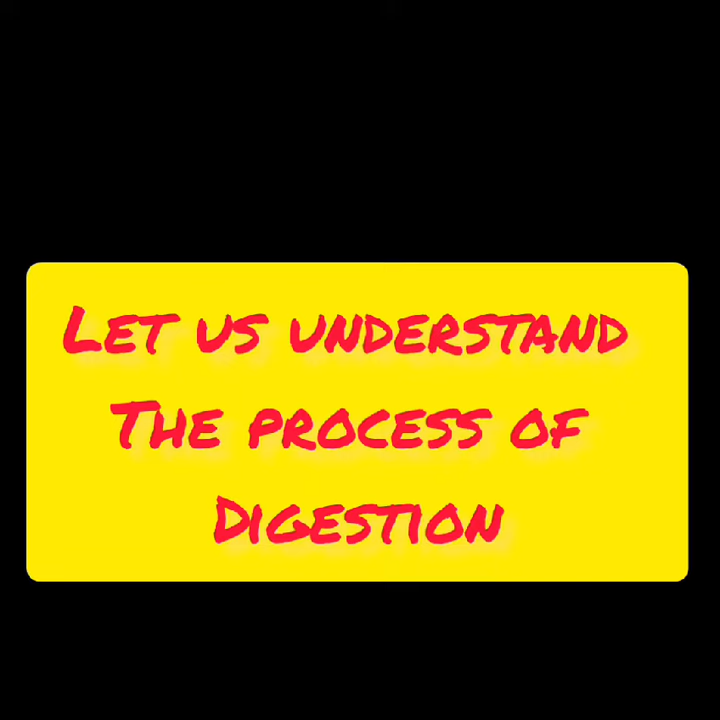 Let us understand
The process of
Digestion